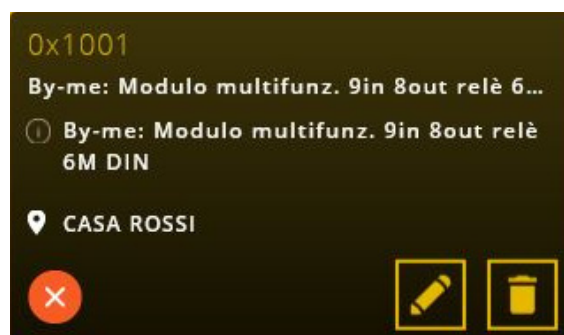 0x1001
By-me: Modulo multifunz. 9in 8out relè 6...
By-me: Modulo multifunz. 9in 8out relè
6M DIN
CASA ROSSI